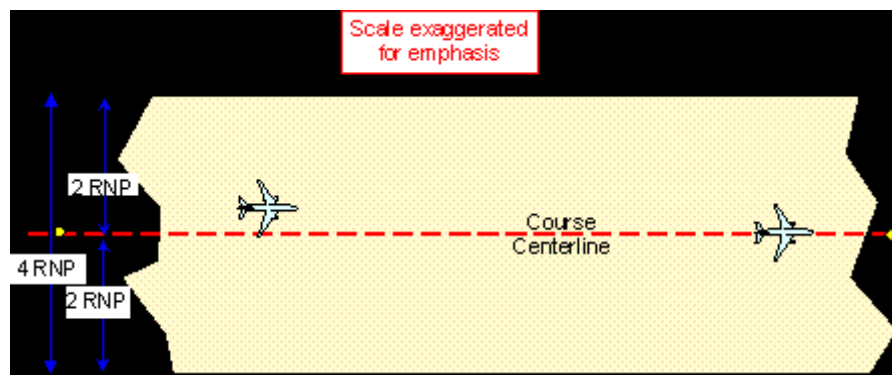 Scale exaggerated
for emphasis
2 RNP
Course
Centerline
4 RNP
2 RNP